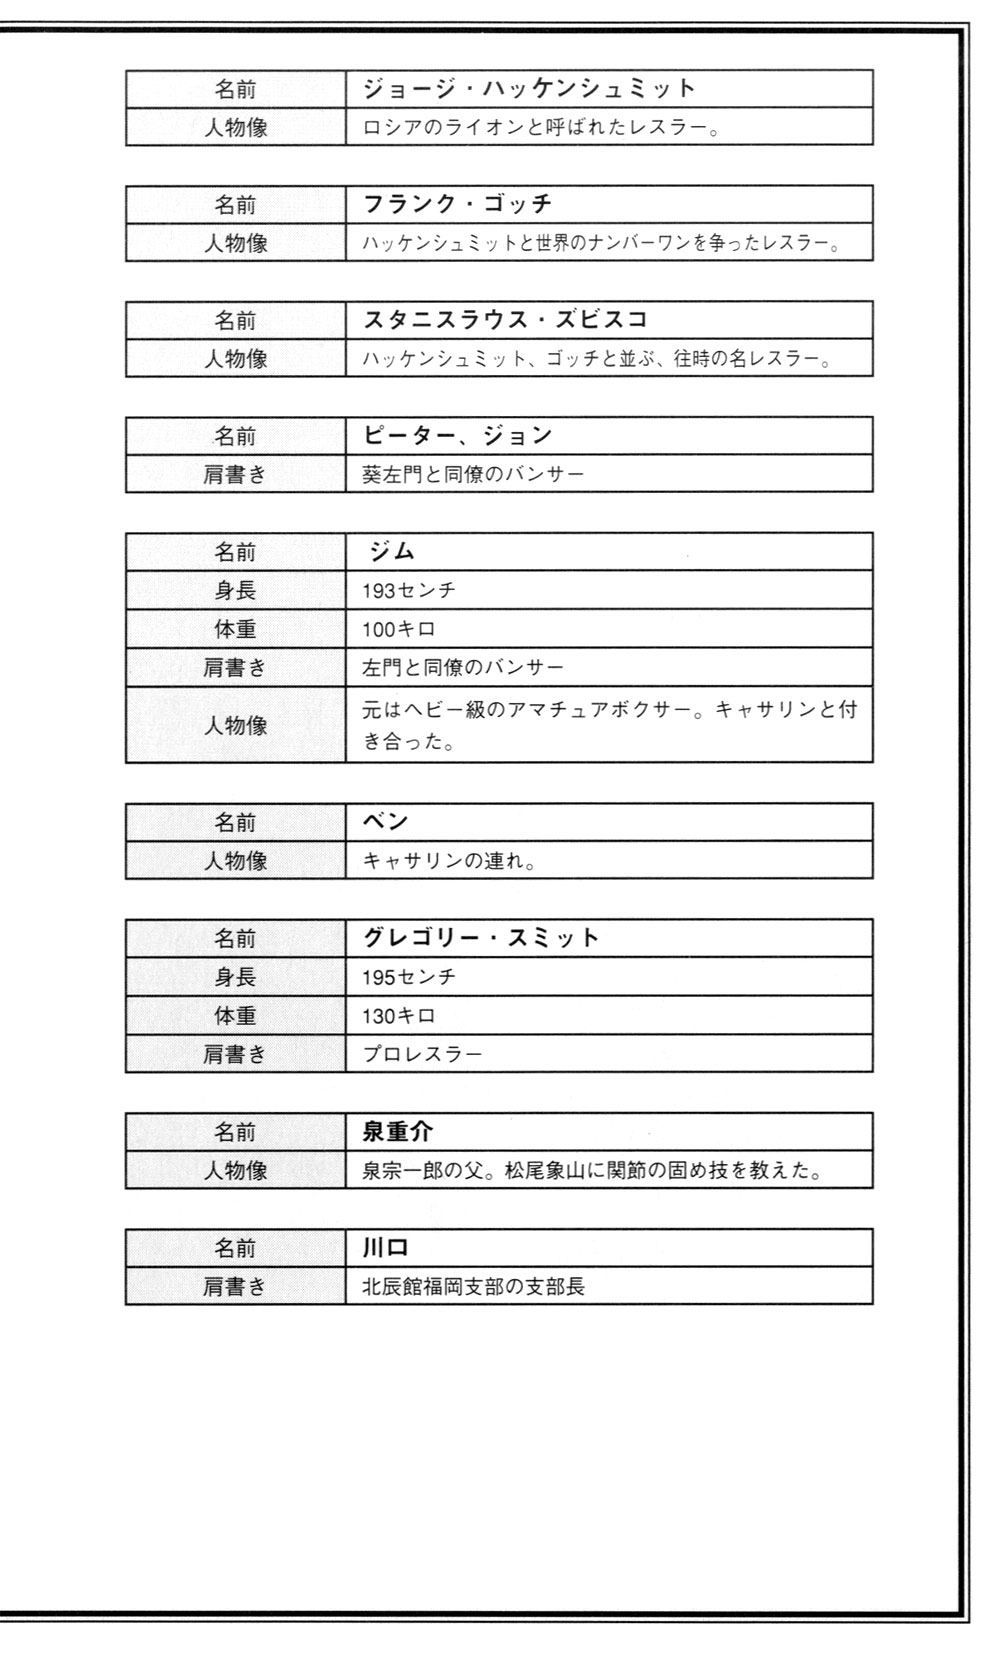 名前 ジョージ・ハッケンシュミット
人物像 ロシアのライオンと呼ばれたレスラー。
名前 フランク・ゴッチ
人物像 ハッケンシュミットと世界のナンバーワンを争ったレスラー。
名前 スタニスラウス・ズビスコ
人物像 ハッケンシュミット、ゴッチと並ぶ、往時の名レスラー。
名前 ピーター、ジョン
肩書き 葵左門と同僚のバンサー
名前 ジム
身長 193センチ
体重 100キロ
肩書き 左門と同僚のバンサー
人物像 元はヘビー級のアマチュアボクサー。キャサリンと付
き合った。
名前 ベン
人物像 キャサリンの連れ。
名前 グレゴリー・スミット
身長 195センチ
体重 130キロ
肩書き プロレスラー
名前 泉重介
人物像 泉宗一郎の父。松尾象山に関節の固め技を教えた。
名前 川口
肩書き 北辰館福岡支部の支部長